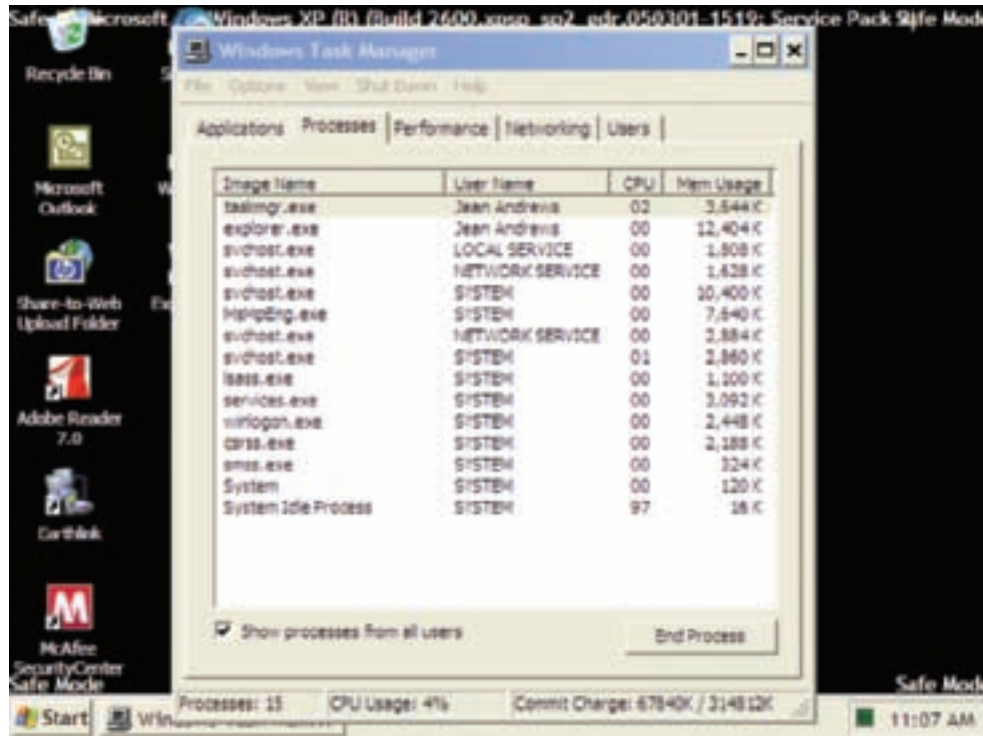 Safe Microsoft Windows XP (R) (Build 2600.xpsp_sp2_gdr.050301-1519: Service Pack Safe Mode
Recycle Bin
Microsoft
Outlook
Share-to-Web
Upload Folder
Adobe Reader
7.0
Earthlink
McAfee
SecurityCenter
Safe Mode
Windows Task Manager
File Options View Shut Down Help
Applications Processes Performance Networking Users
Image Name User Name CPU Mem Usage
taskmgr.exe Jean Andrews 02 3,644 K
explorer.exe Jean Andrews 00 12,404 K
svchost.exe LOCAL SERVICE 00 1,808 K
svchost.exe NETWORK SERVICE 00 1,628 K
svchost.exe SYSTEM 00 10,400 K
MsMpEng.exe SYSTEM 00 7,640 K
svchost.exe NETWORK SERVICE 00 2,884 K
svchost.exe SYSTEM 01 2,860 K
lsass.exe SYSTEM 00 1,100 K
services.exe SYSTEM 00 3,092 K
winlogon.exe SYSTEM 00 2,448 K
csrss.exe SYSTEM 00 2,188 K
smss.exe SYSTEM 00 324 K
System SYSTEM 00 120 K
System Idle Process SYSTEM 97 16 K
Show processes from all users
End Process
Processes: 15 CPU Usage: 4% Commit Charge: 67840K / 314812K
Safe Mode
Start
11:07 AM